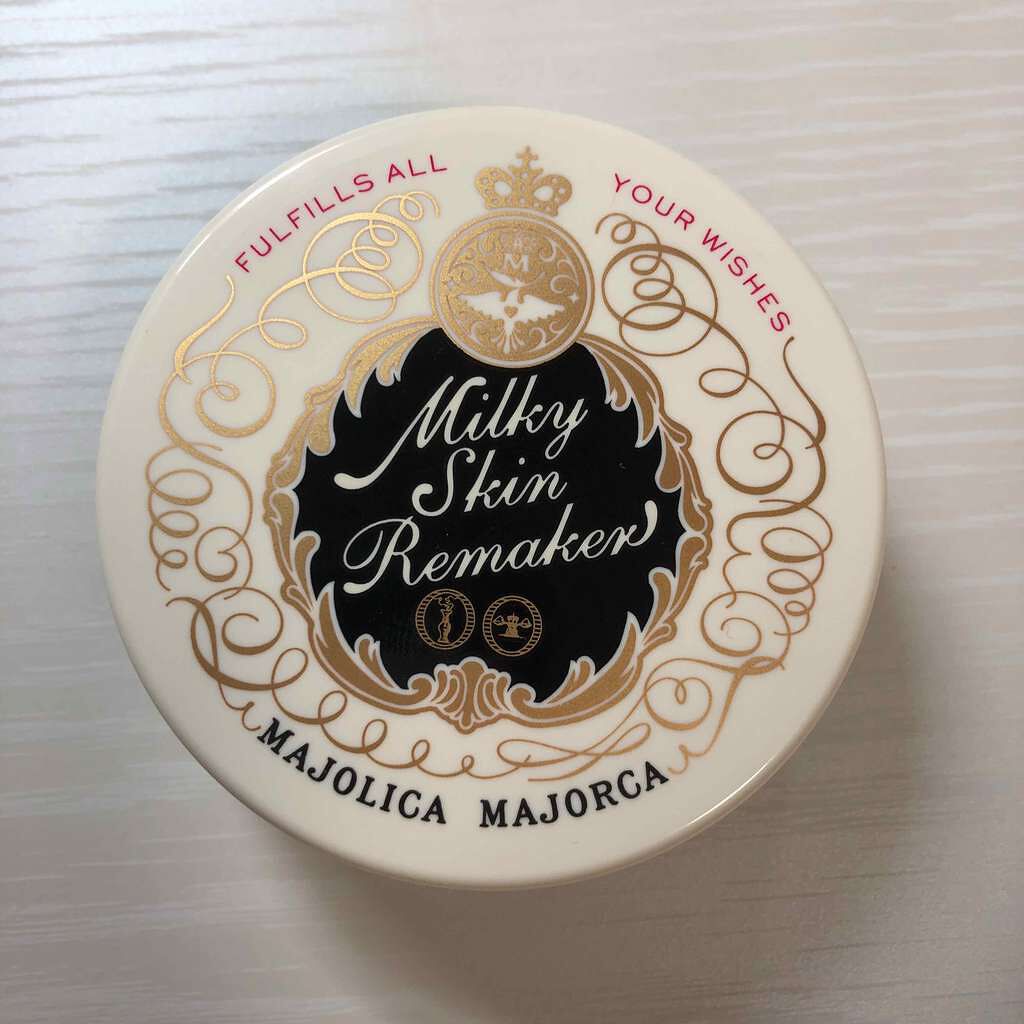 FULFILLS ALL YOUR WISHES
M
Milky
Skin
Remaker
MAJOLICA MAJORCA